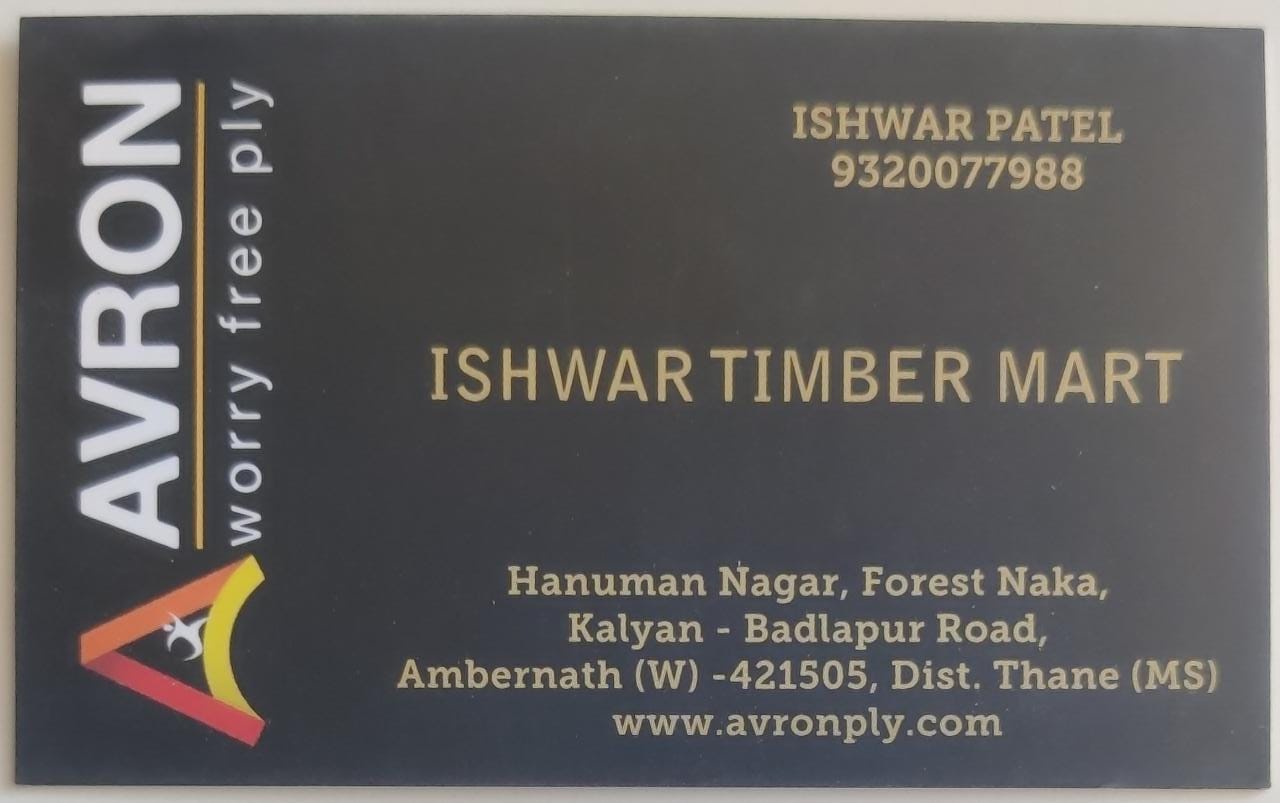 AVRON
worry free ply
ISHWAR PATEL
9320077988
ISHWAR TIMBER MART
Hanuman Nagar, Forest Naka,
Kalyan - Badlapur Road,
Ambernath (W) -421505, Dist. Thane (MS)
www.avronply.com